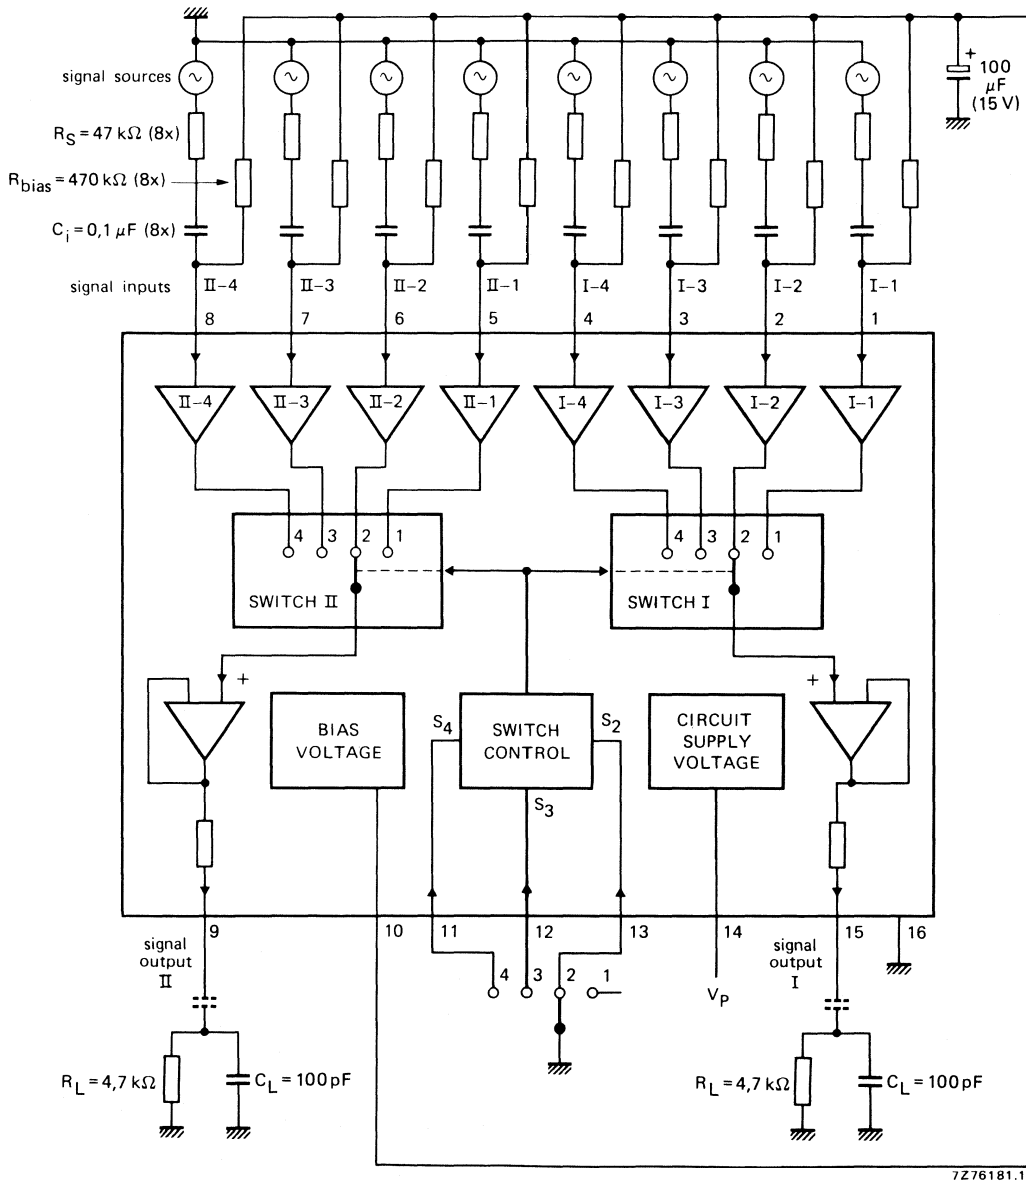 signal sources
+
100
μF
(15 V)
R_S = 47 kΩ (8x)
R_bias = 470 kΩ (8x)
C_i = 0,1 μF (8x)
signal inputs
II–4 II–3 II–2 II–1 I–4 I–3 I–2 I–1
8 7 6 5 4 3 2 1
II–4 II–3 II–2 II–1 I–4 I–3 I–2 I–1
4 3 2 1 4 3 2 1
SWITCH II SWITCH I
+ +
BIAS
VOLTAGE
S4
SWITCH
CONTROL
S2
S3
CIRCUIT
SUPPLY
VOLTAGE
9 10 11 12 13 14 15 16
signal
output
II
4 3 2 1
V_P
signal
output
I
R_L = 4,7 kΩ C_L = 100 pF R_L = 4,7 kΩ C_L = 100 pF
7Z76181.1